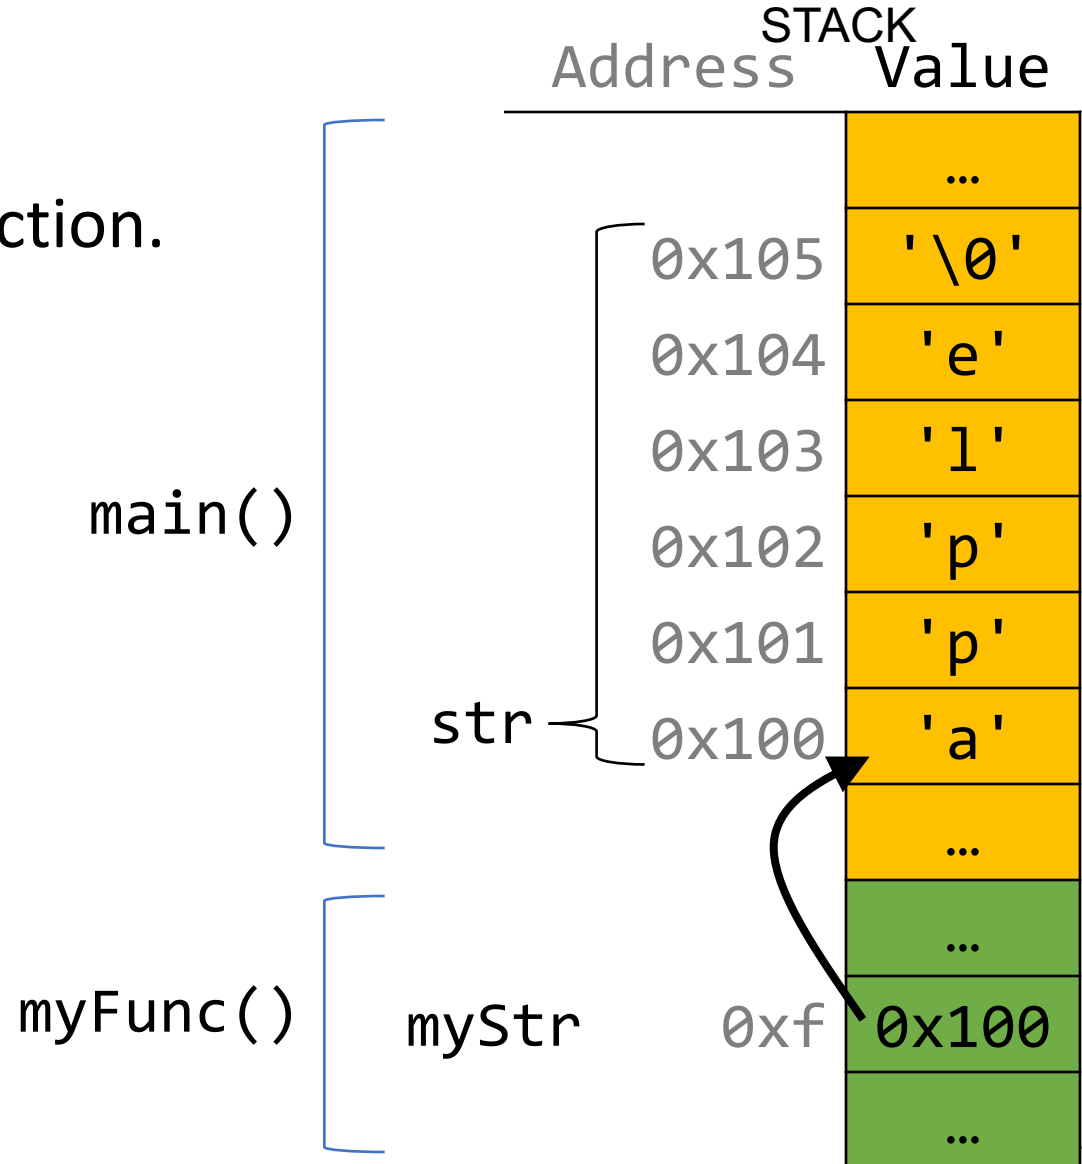 STACK
Address Value
…
ction.
0x105 '\0'
0x104 'e'
0x103 'l'
main()
0x102 'p'
0x101 'p'
str 0x100 'a'
…
…
myFunc() myStr 0xf 0x100
…